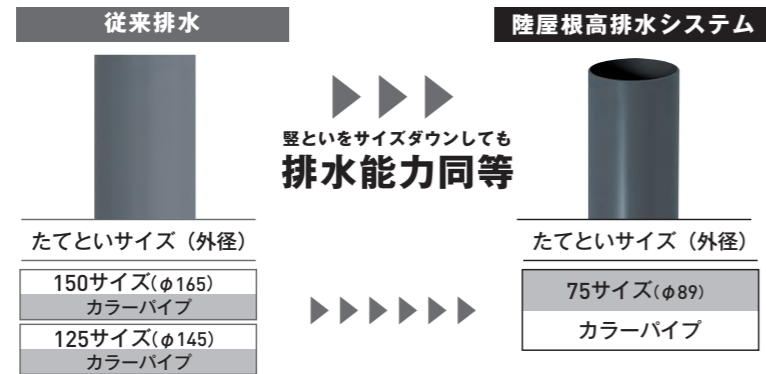 従来排水
陸屋根高排水システム
竪といをサイズダウンしても
排水能力同等
たてといサイズ（外径）
150サイズ(φ165)
カラーパイプ
125サイズ(φ145)
カラーパイプ
たてといサイズ（外径）
75サイズ(φ89)
カラーパイプ